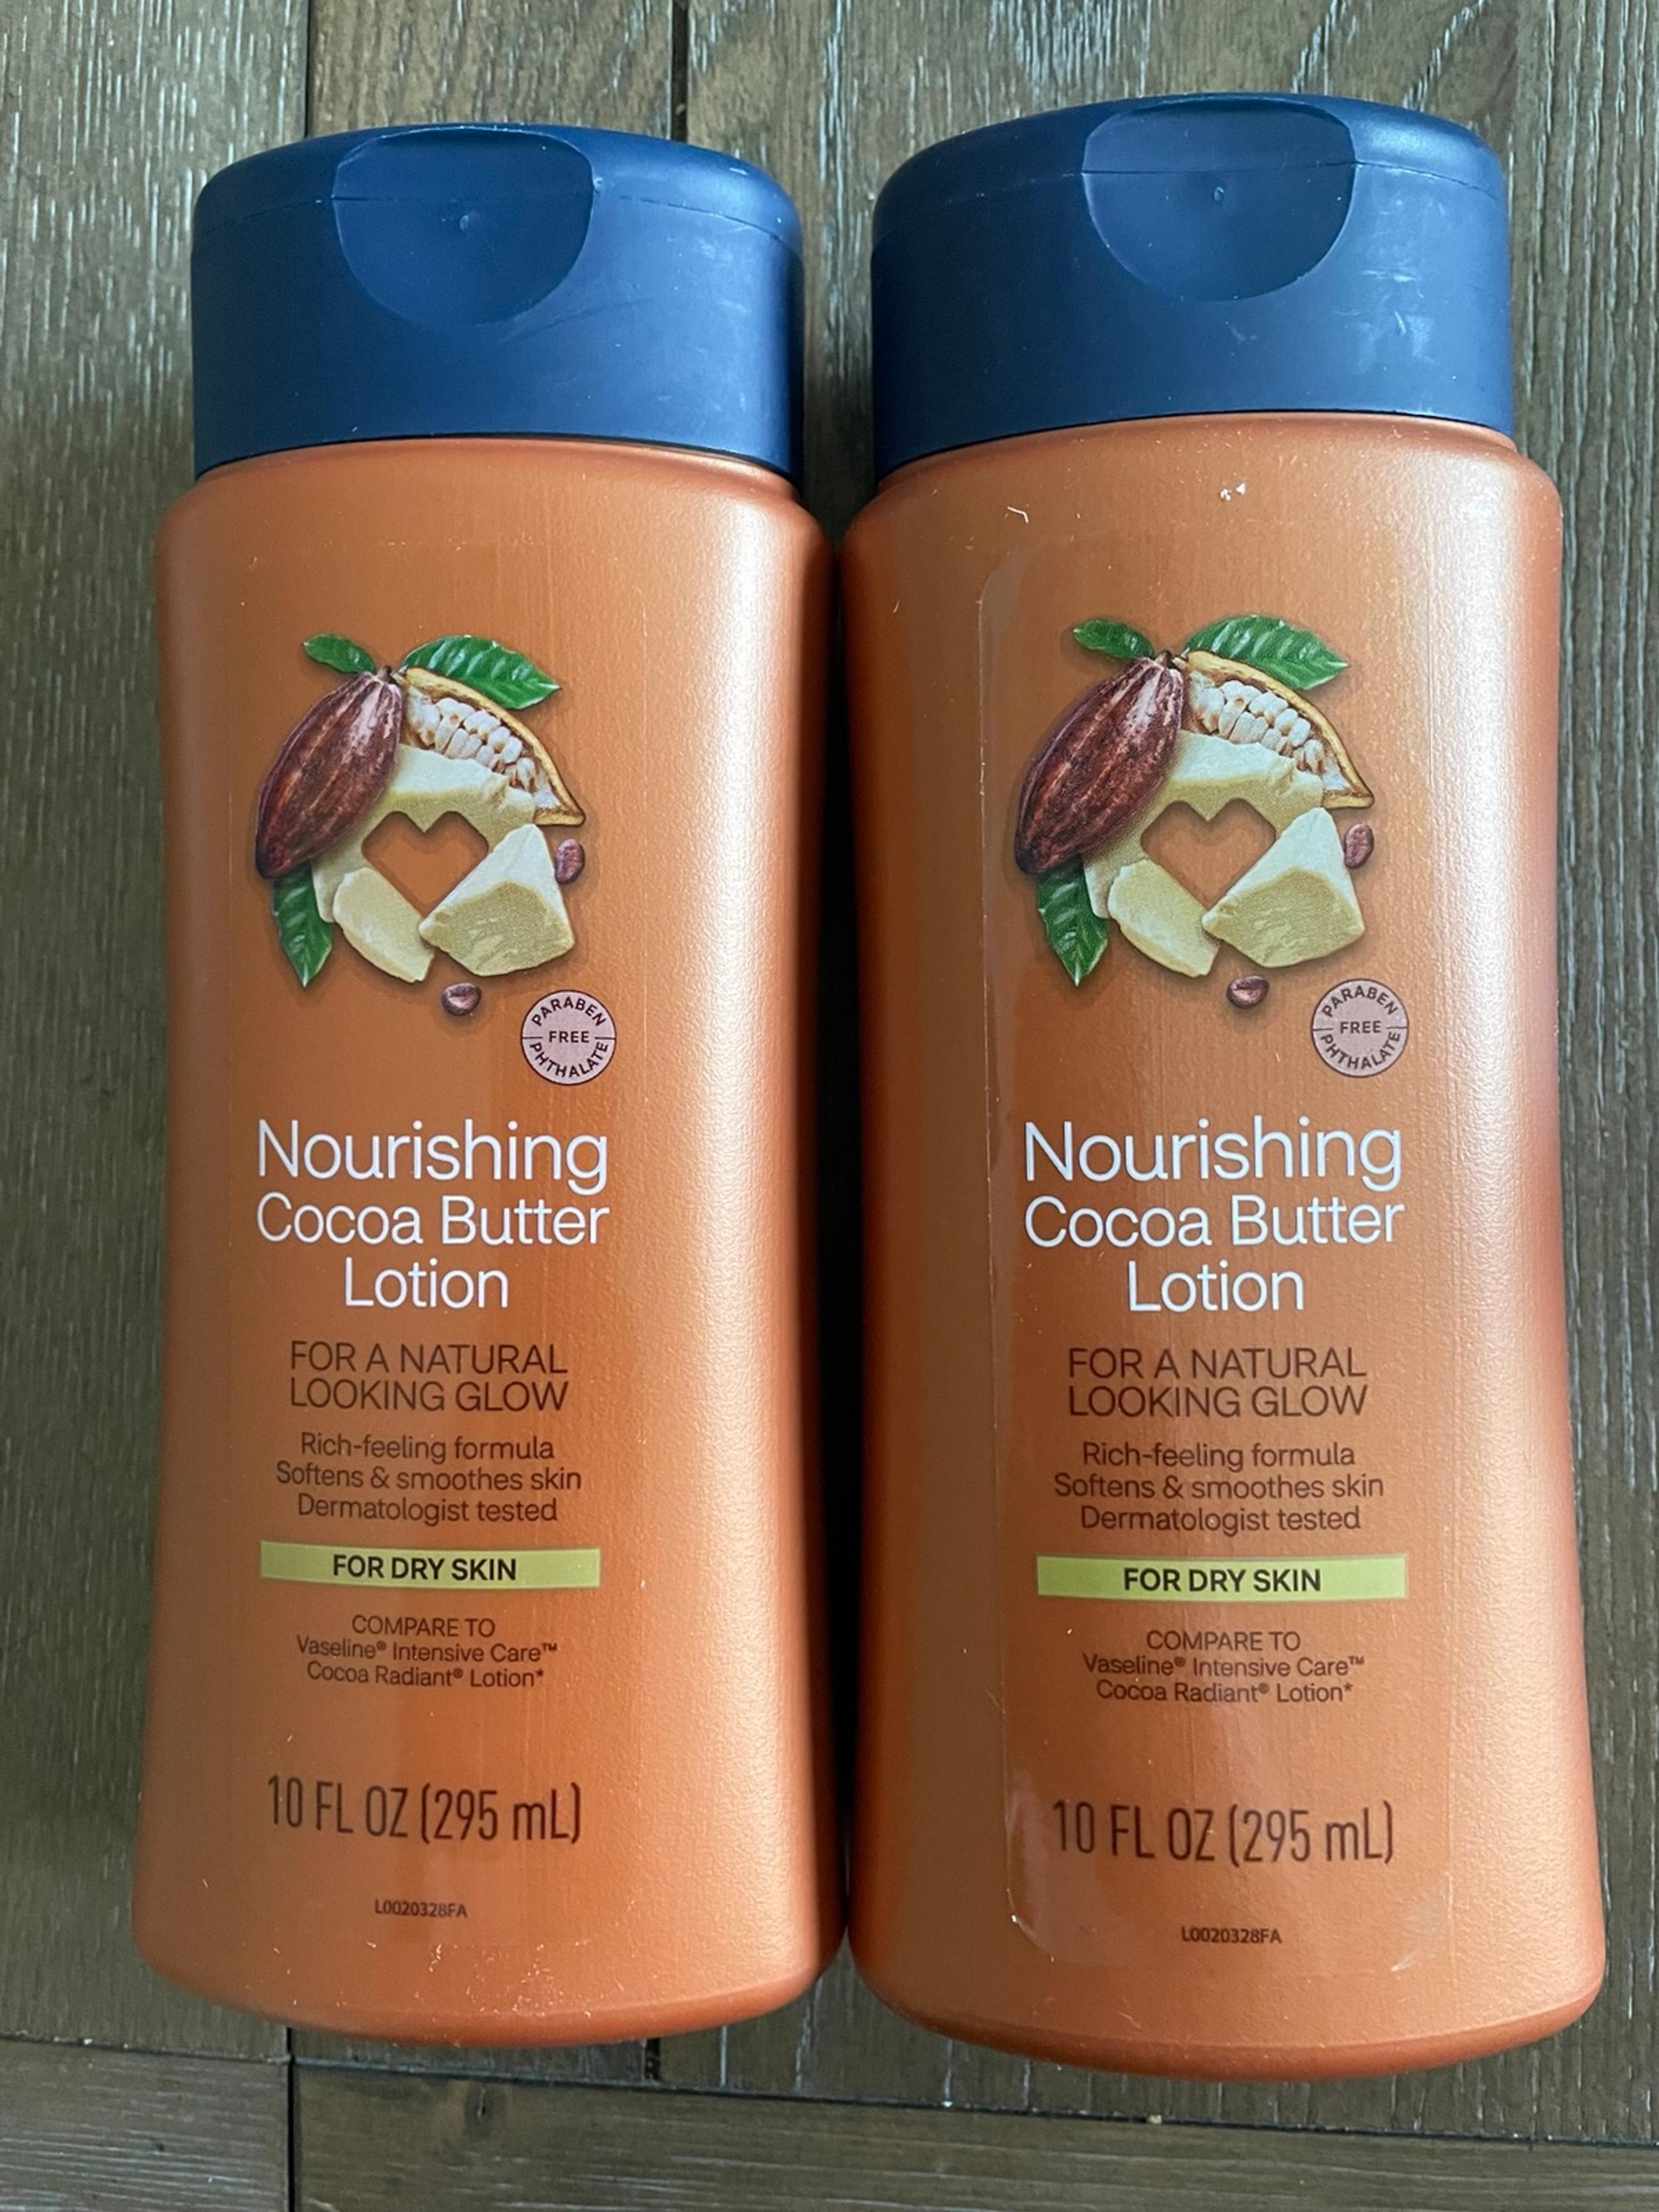 PARABEN
FREE
PHTHALATE
Nourishing
Cocoa Butter
Lotion
FOR A NATURAL
LOOKING GLOW
Rich-feeling formula
Softens & smoothes skin
Dermatologist tested
FOR DRY SKIN
COMPARE TO
Vaseline® Intensive Care™
Cocoa Radiant® Lotion*
10 FL OZ (295 mL)
L0020328FA
PARABEN
FREE
PHTHALATE
Nourishing
Cocoa Butter
Lotion
FOR A NATURAL
LOOKING GLOW
Rich-feeling formula
Softens & smoothes skin
Dermatologist tested
FOR DRY SKIN
COMPARE TO
Vaseline® Intensive Care™
Cocoa Radiant® Lotion*
10 FL OZ (295 mL)
L0020328FA